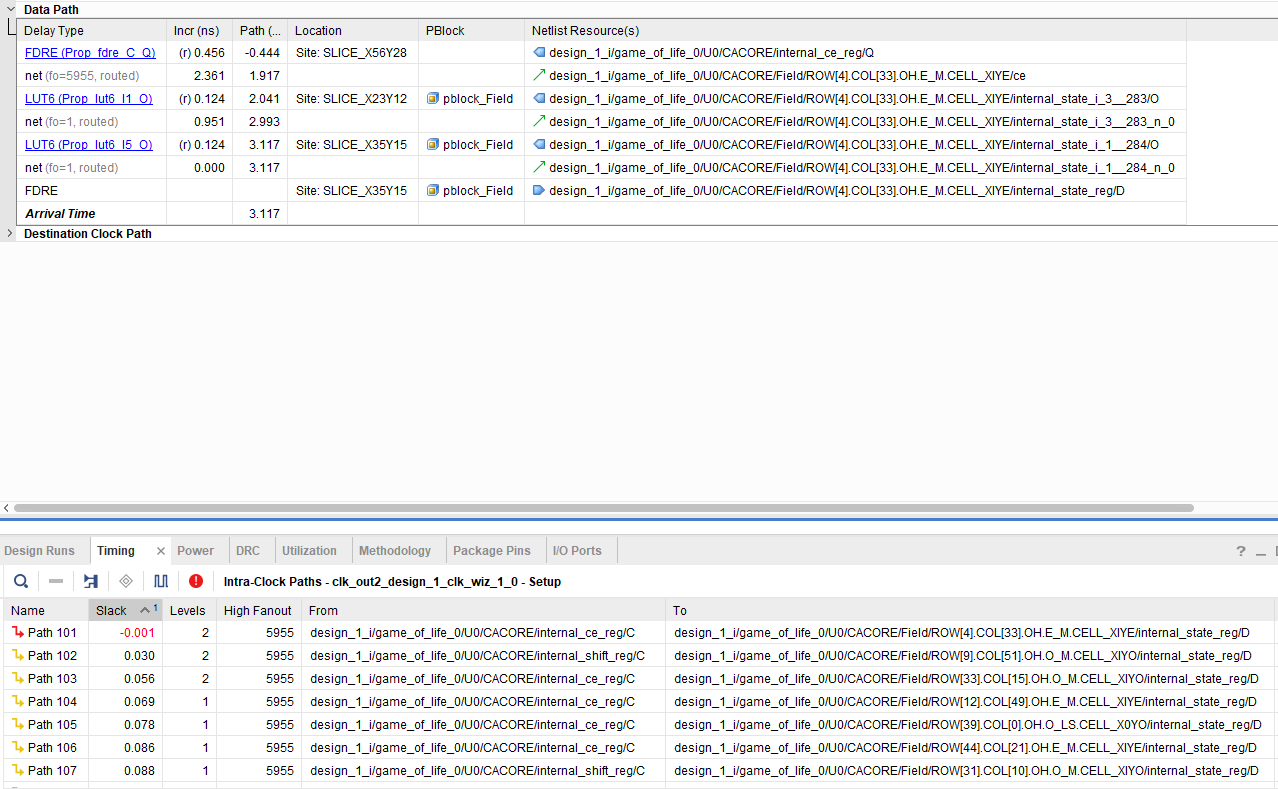 Data Path
Delay Type Incr (ns) Path (... Location PBlock Netlist Resource(s)
FDRE (Prop_fdre_C_Q) (r) 0.456 -0.444 Site: SLICE_X56Y28 design_1_i/game_of_life_0/U0/CACORE/internal_ce_reg/Q
net (fo=5955, routed) 2.361 1.917 design_1_i/game_of_life_0/U0/CACORE/Field/ROW[4].COL[33].OH.E_M.CELL_XIYE/ce
LUT6 (Prop_lut6_I1_O) (r) 0.124 2.041 Site: SLICE_X23Y12 pblock_Field design_1_i/game_of_life_0/U0/CACORE/Field/ROW[4].COL[33].OH.E_M.CELL_XIYE/internal_state_i_3__283/O
net (fo=1, routed) 0.951 2.993 design_1_i/game_of_life_0/U0/CACORE/Field/ROW[4].COL[33].OH.E_M.CELL_XIYE/internal_state_i_3__283_n_0
LUT6 (Prop_lut6_I5_O) (r) 0.124 3.117 Site: SLICE_X35Y15 pblock_Field design_1_i/game_of_life_0/U0/CACORE/Field/ROW[4].COL[33].OH.E_M.CELL_XIYE/internal_state_i_1__284/O
net (fo=1, routed) 0.000 3.117 design_1_i/game_of_life_0/U0/CACORE/Field/ROW[4].COL[33].OH.E_M.CELL_XIYE/internal_state_i_1__284_n_0
FDRE Site: SLICE_X35Y15 pblock_Field design_1_i/game_of_life_0/U0/CACORE/Field/ROW[4].COL[33].OH.E_M.CELL_XIYE/internal_state_reg/D
Arrival Time 3.117
Destination Clock Path
Design Runs Timing Power DRC Utilization Methodology Package Pins I/O Ports
Intra-Clock Paths - clk_out2_design_1_clk_wiz_1_0 - Setup
Name Slack 1 Levels High Fanout From To
Path 101 -0.001 2 5955 design_1_i/game_of_life_0/U0/CACORE/internal_ce_reg/C design_1_i/game_of_life_0/U0/CACORE/Field/ROW[4].COL[33].OH.E_M.CELL_XIYE/internal_state_reg/D
Path 102 0.030 2 5955 design_1_i/game_of_life_0/U0/CACORE/internal_shift_reg/C design_1_i/game_of_life_0/U0/CACORE/Field/ROW[9].COL[51].OH.O_M.CELL_XIYO/internal_state_reg/D
Path 103 0.056 2 5955 design_1_i/game_of_life_0/U0/CACORE/internal_ce_reg/C design_1_i/game_of_life_0/U0/CACORE/Field/ROW[33].COL[15].OH.O_M.CELL_XIYO/internal_state_reg/D
Path 104 0.069 1 5955 design_1_i/game_of_life_0/U0/CACORE/internal_ce_reg/C design_1_i/game_of_life_0/U0/CACORE/Field/ROW[12].COL[49].OH.E_M.CELL_XIYE/internal_state_reg/D
Path 105 0.078 1 5955 design_1_i/game_of_life_0/U0/CACORE/internal_ce_reg/C design_1_i/game_of_life_0/U0/CACORE/Field/ROW[39].COL[0].OH.O_LS.CELL_X0YO/internal_state_reg/D
Path 106 0.086 1 5955 design_1_i/game_of_life_0/U0/CACORE/internal_ce_reg/C design_1_i/game_of_life_0/U0/CACORE/Field/ROW[44].COL[21].OH.E_M.CELL_XIYE/internal_state_reg/D
Path 107 0.088 1 5955 design_1_i/game_of_life_0/U0/CACORE/internal_shift_reg/C design_1_i/game_of_life_0/U0/CACORE/Field/ROW[31].COL[10].OH.O_M.CELL_XIYO/internal_state_reg/D